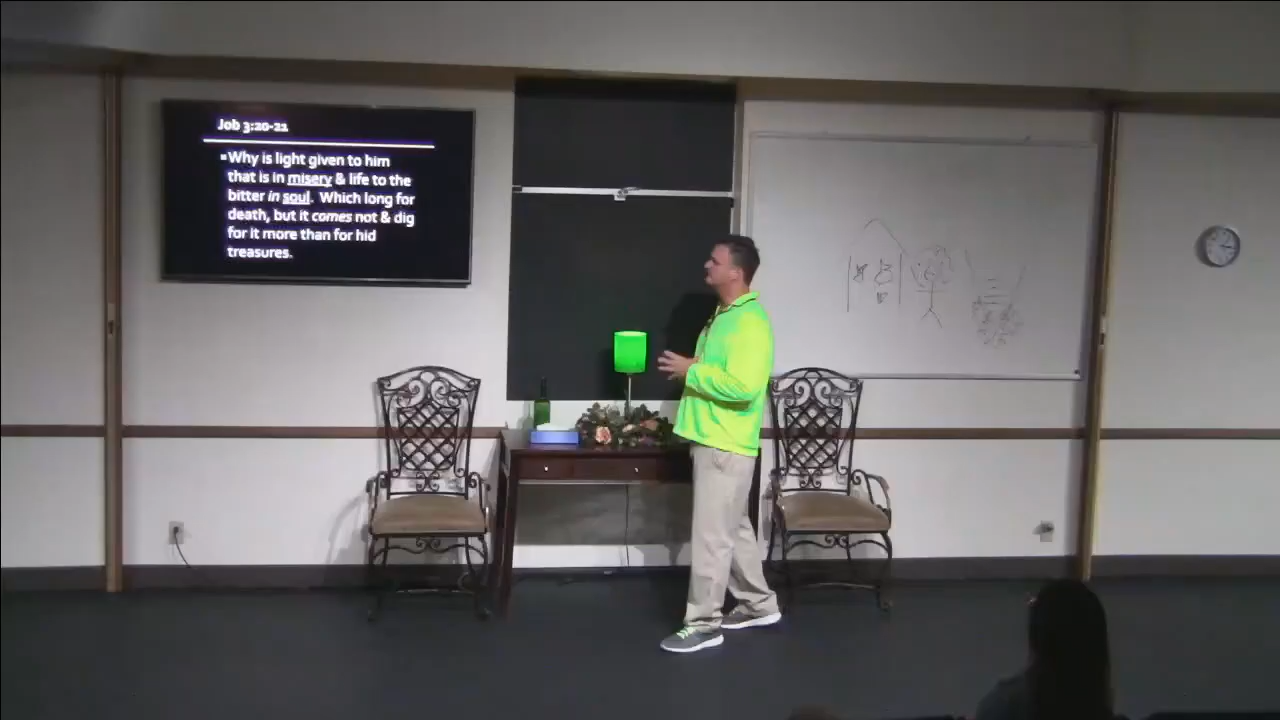 Job 3:20-21
▪Why is light given to him
that is in misery & life to the
bitter in soul. Which long for
death, but it comes not & dig
for it more than for hid
treasures.